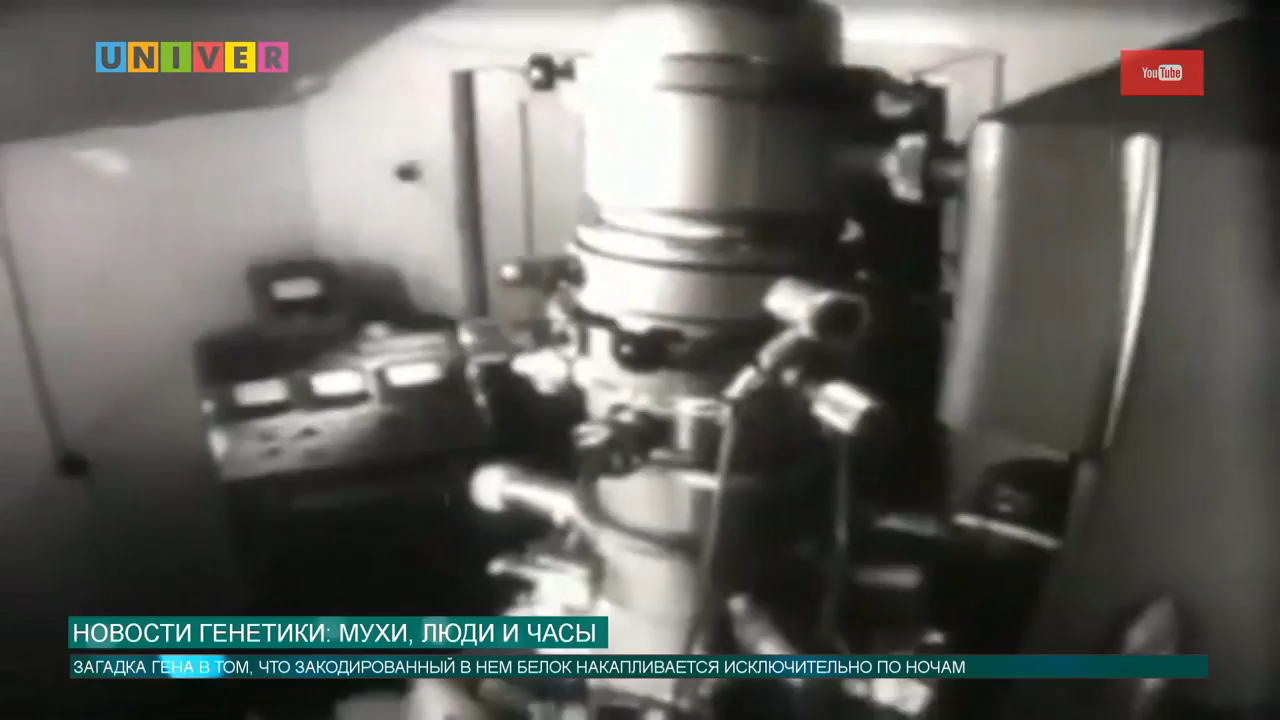 UNIVER
YouTube
НОВОСТИ ГЕНЕТИКИ: МУХИ, ЛЮДИ И ЧАСЫ
ЗАГАДКА ГЕНА В ТОМ, ЧТО ЗАКОДИРОВАННЫЙ В НЕМ БЕЛОК НАКАПЛИВАЕТСЯ ИСКЛЮЧИТЕЛЬНО ПО НОЧАМ